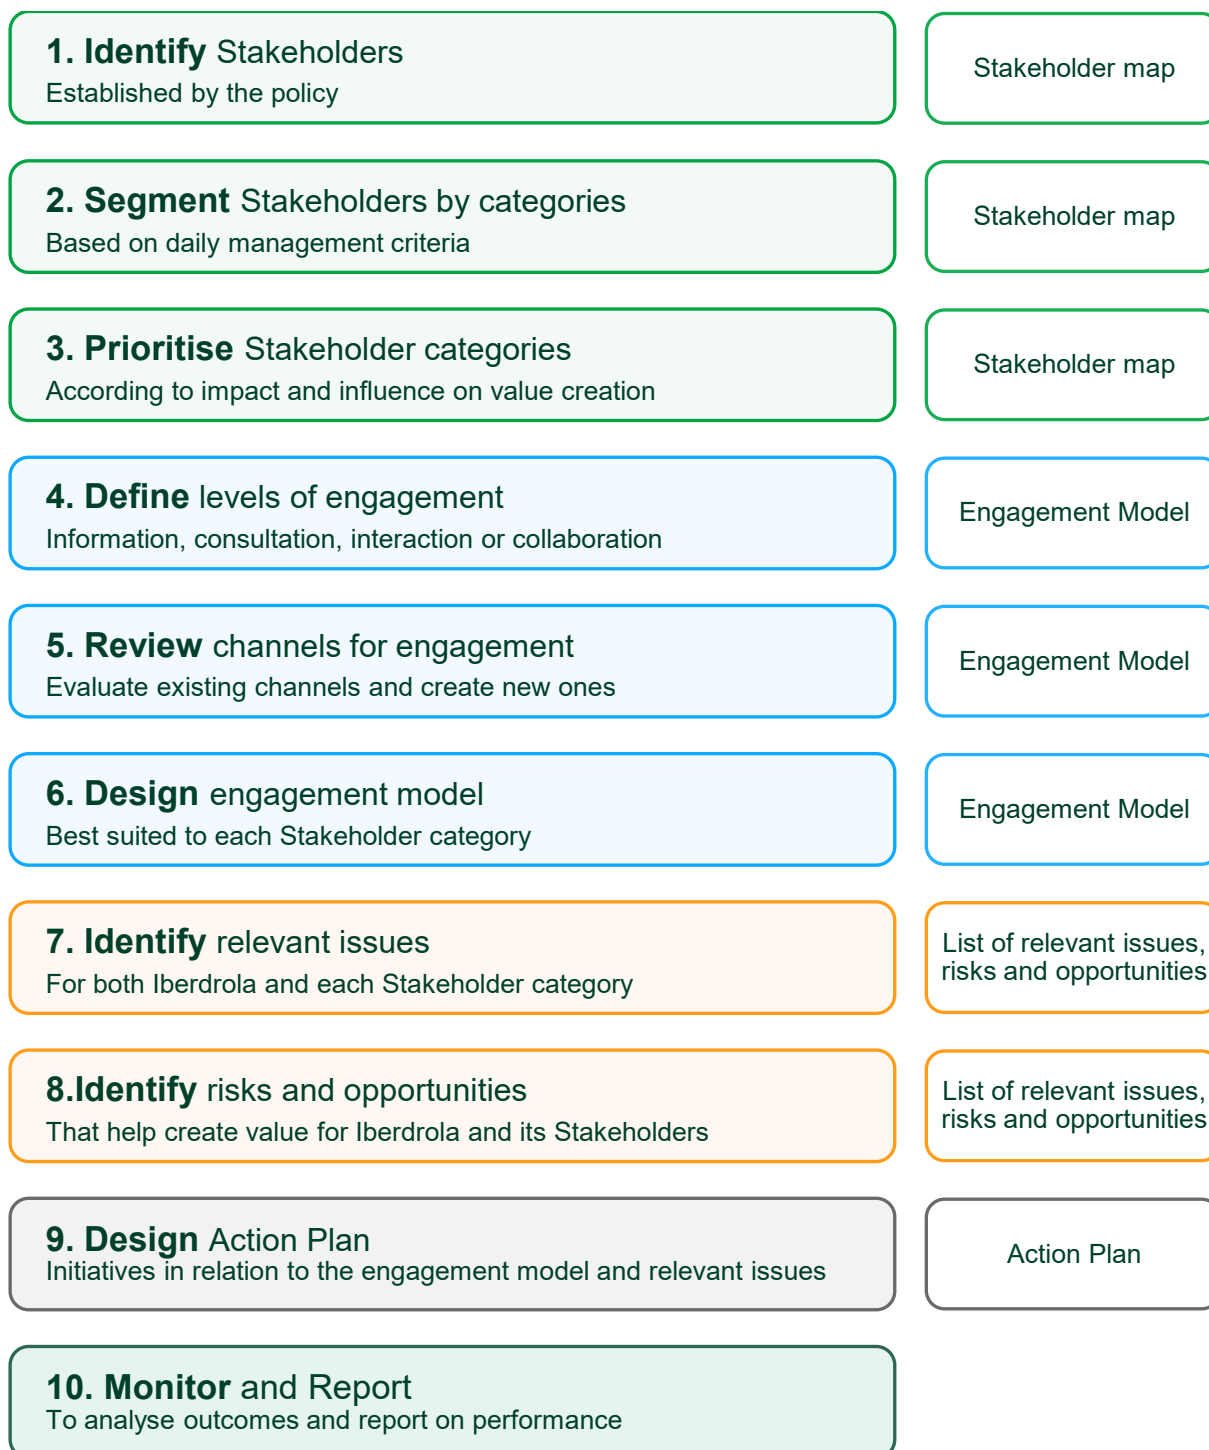 1. Identify Stakeholders
Established by the policy
Stakeholder map
2. Segment Stakeholders by categories
Based on daily management criteria
Stakeholder map
3. Prioritise Stakeholder categories
According to impact and influence on value creation
Stakeholder map
4. Define levels of engagement
Information, consultation, interaction or collaboration
Engagement Model
5. Review channels for engagement
Evaluate existing channels and create new ones
Engagement Model
6. Design engagement model
Best suited to each Stakeholder category
Engagement Model
7. Identify relevant issues
For both Iberdrola and each Stakeholder category
List of relevant issues,
risks and opportunities
8.Identify risks and opportunities
That help create value for Iberdrola and its Stakeholders
List of relevant issues,
risks and opportunities
9. Design Action Plan
Initiatives in relation to the engagement model and relevant issues
Action Plan
10. Monitor and Report
To analyse outcomes and report on performance